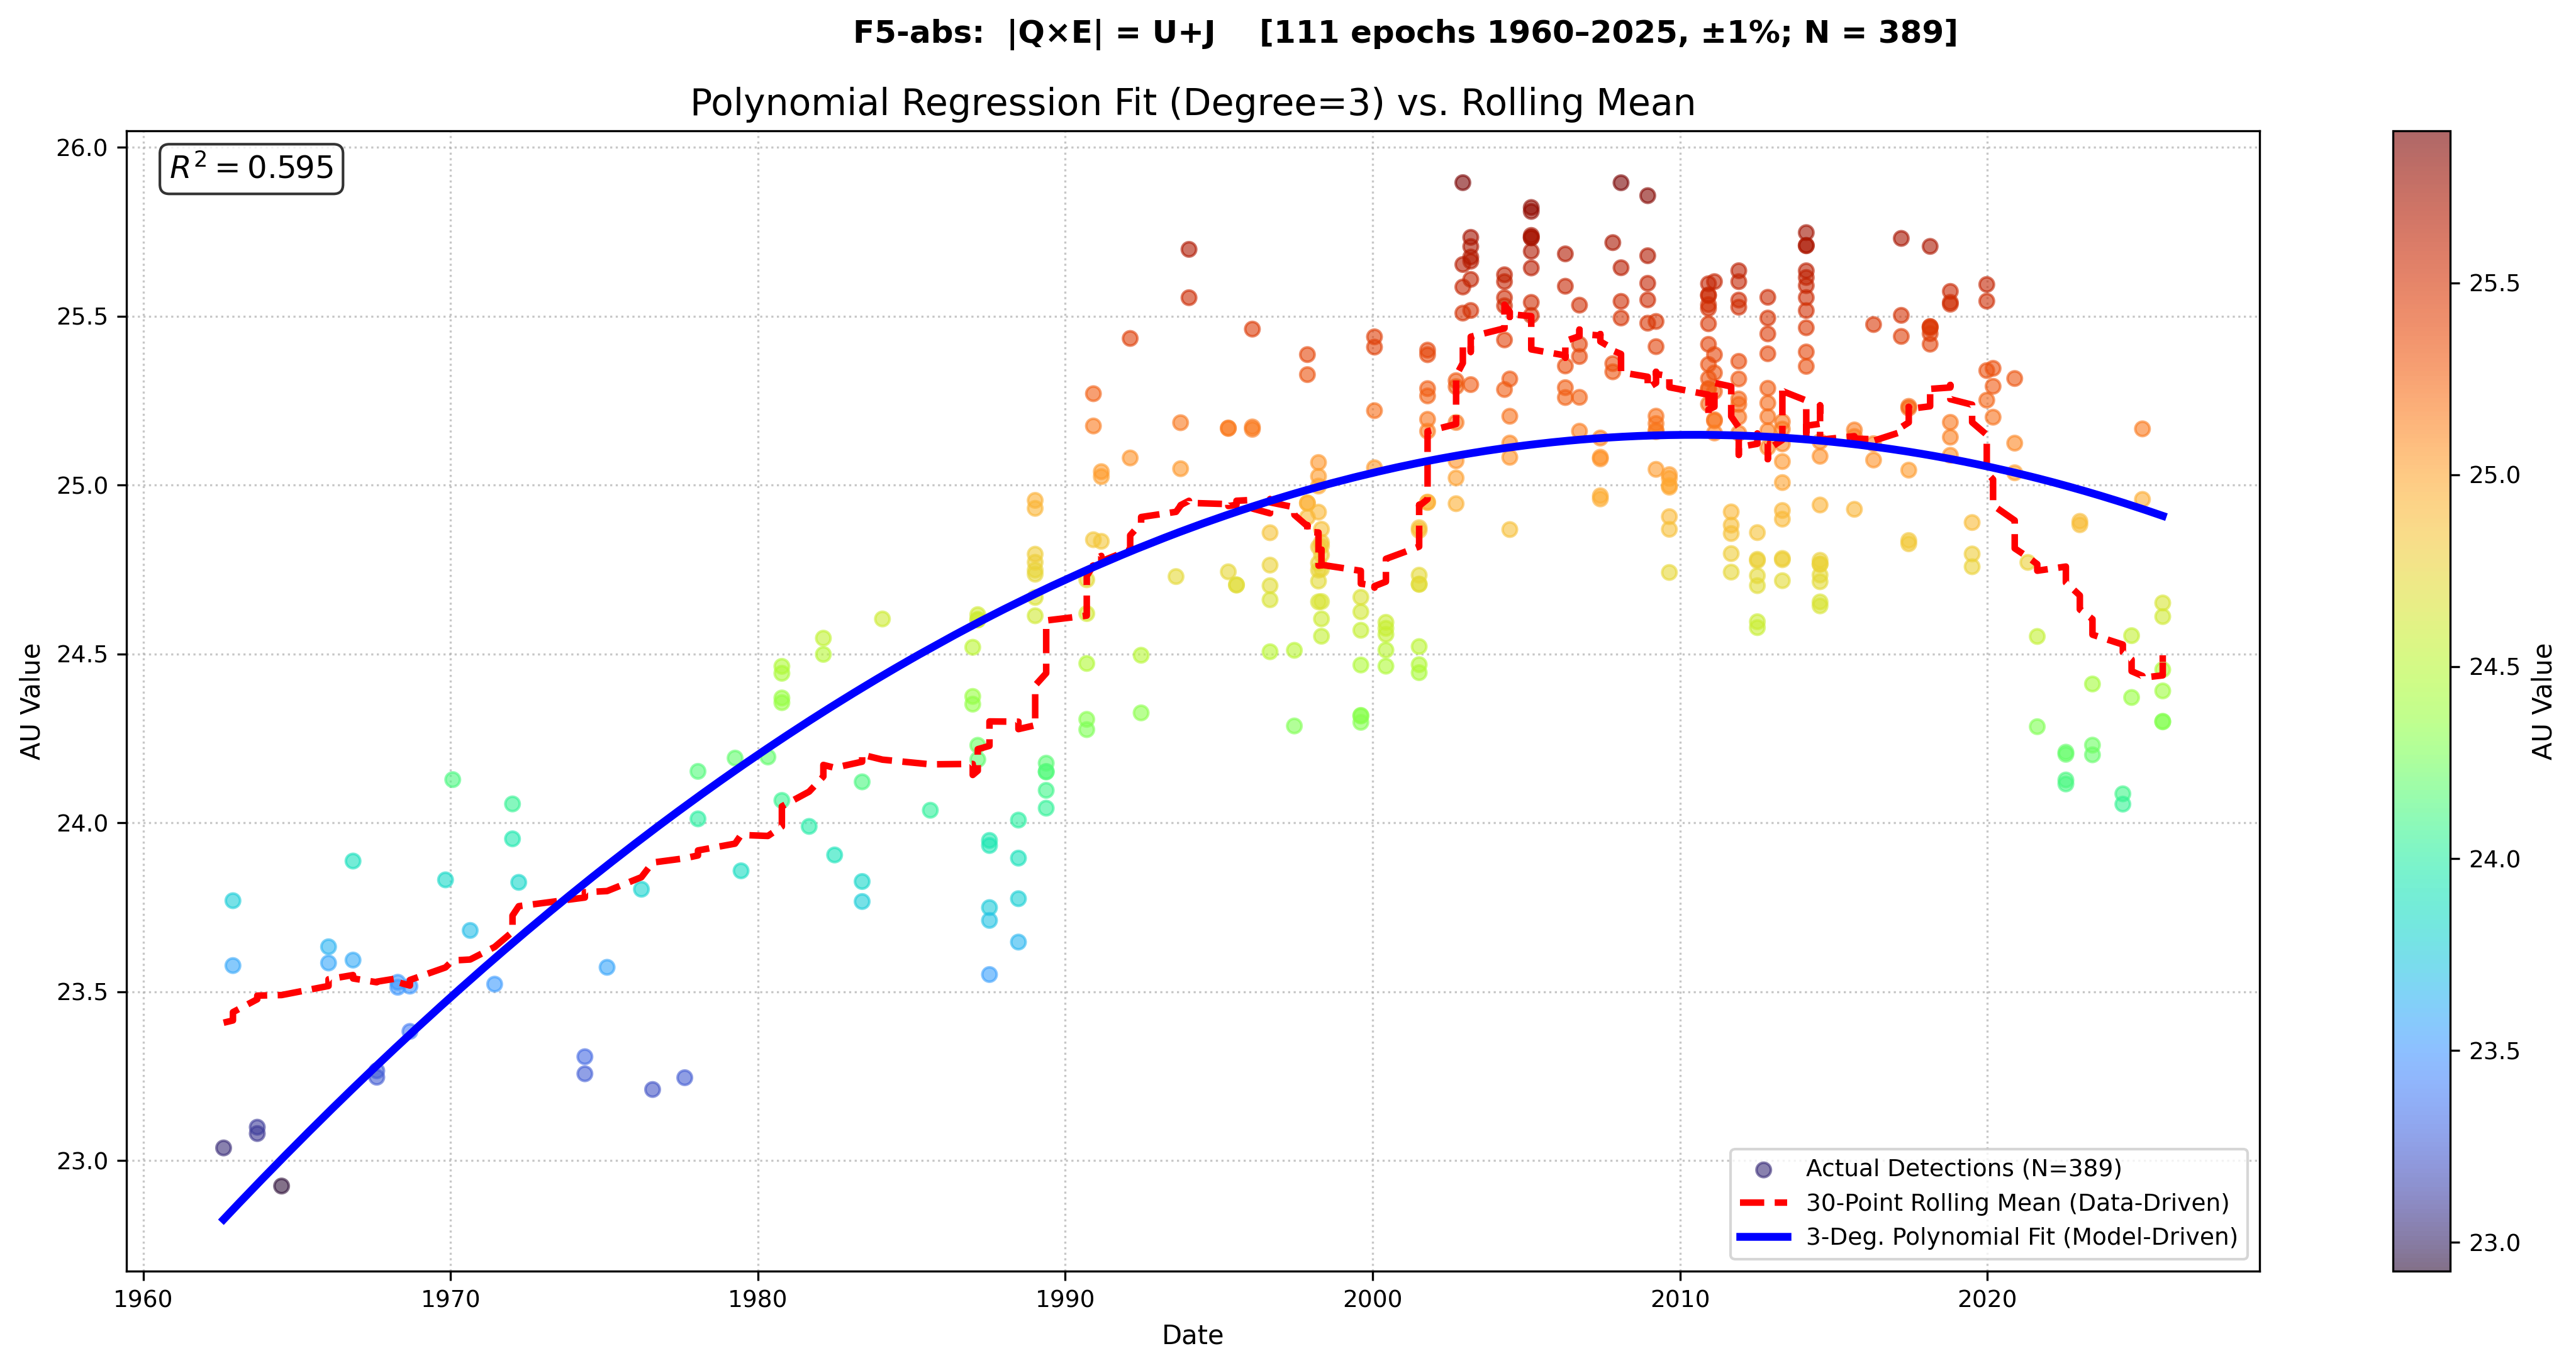 F5-abs:  |Q×E| = U+J    [111 epochs 1960–2025, ±1%; N = 389]
Polynomial Regression Fit (Degree=3) vs. Rolling Mean
R² = 0.595
AU Value
26.0
25.5
25.0
24.5
24.0
23.5
23.0
1960
1970
1980
1990
2000
2010
2020
Date
Actual Detections (N=389)
30-Point Rolling Mean (Data-Driven)
3-Deg. Polynomial Fit (Model-Driven)
25.5
25.0
24.5
24.0
23.5
23.0
AU Value